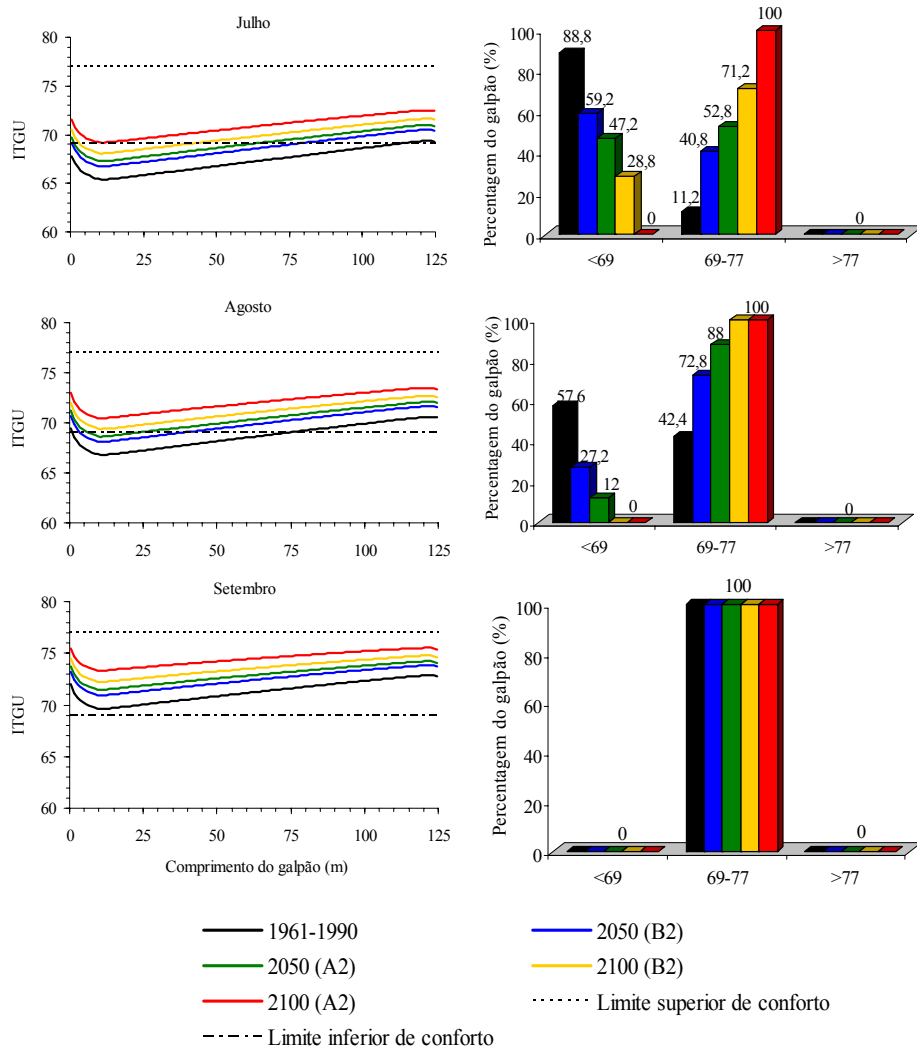 Julho
ITGU
80
75
70
65
60
0 25 50 75 100 125
Percentagem do galpão (%)
100
80
60
40
20
0
88,8 59,2 47,2 28,8 0
11,2 40,8 52,8 71,2 100
0
<69 69-77 >77
Agosto
ITGU
80
75
70
65
60
0 25 50 75 100 125
Percentagem do galpão (%)
100
80
60
40
20
0
57,6 27,2 12 0
42,4 72,8 88 100
0
<69 69-77 >77
Setembro
ITGU
80
75
70
65
60
0 25 50 75 100 125
Comprimento do galpão (m)
Percentagem do galpão (%)
100
80
60
40
20
0
0 100 0
<69 69-77 >77
1961-1990
2050 (B2)
2050 (A2)
2100 (B2)
2100 (A2)
Limite superior de conforto
Limite inferior de conforto